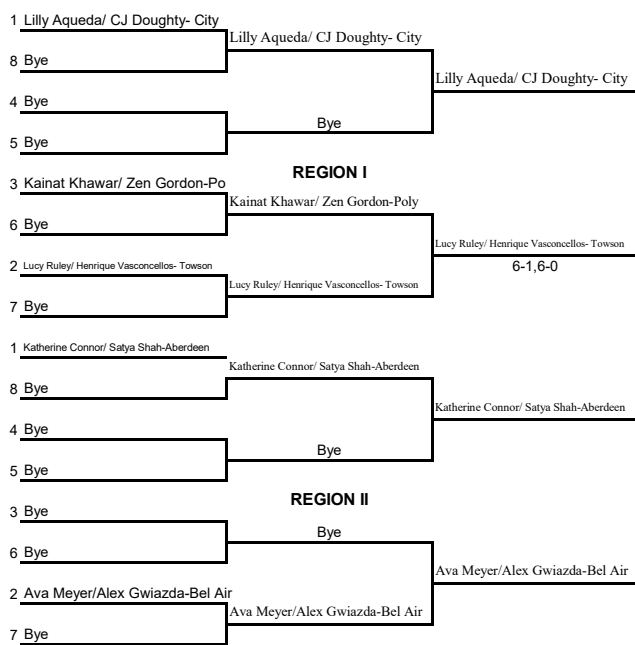 1 Lilly Aqueda/ CJ Doughty- City
Lilly Aqueda/ CJ Doughty- City
8 Bye
Lilly Aqueda/ CJ Doughty- City
4 Bye
Bye
5 Bye
REGION I
3 Kainat Khawar/ Zen Gordon-Po
Kainat Khawar/ Zen Gordon-Poly
6 Bye
Lucy Ruley/ Henrique Vasconcellos- Towson
2 Lucy Ruley/ Henrique Vasconcellos- Towson
6-1,6-0
Lucy Ruley/ Henrique Vasconcellos- Towson
7 Bye
1 Katherine Connor/ Satya Shah-Aberdeen
Katherine Connor/ Satya Shah-Aberdeen
8 Bye
Katherine Connor/ Satya Shah-Aberdeen
4 Bye
Bye
5 Bye
REGION II
3 Bye
Bye
6 Bye
Ava Meyer/Alex Gwiazda-Bel Air
2 Ava Meyer/Alex Gwiazda-Bel Air
Ava Meyer/Alex Gwiazda-Bel Air
7 Bye